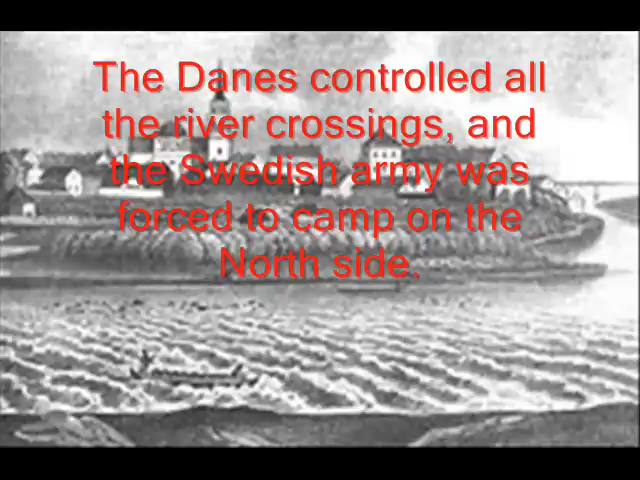 The Danes controlled all
the river crossings, and
the Swedish army was
forced to camp on the
North side.